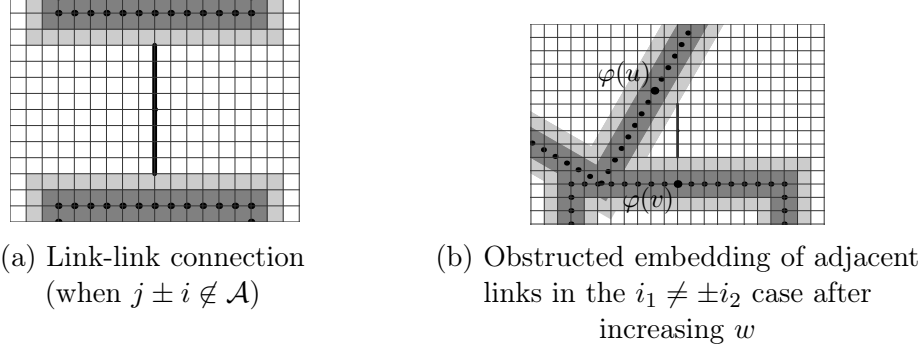 φ(u)
φ(v)
(a) Link-link connection
(when j ± i ∉ 𝒜)
(b) Obstructed embedding of adjacent
links in the i₁ ≠ ±i₂ case after
increasing w